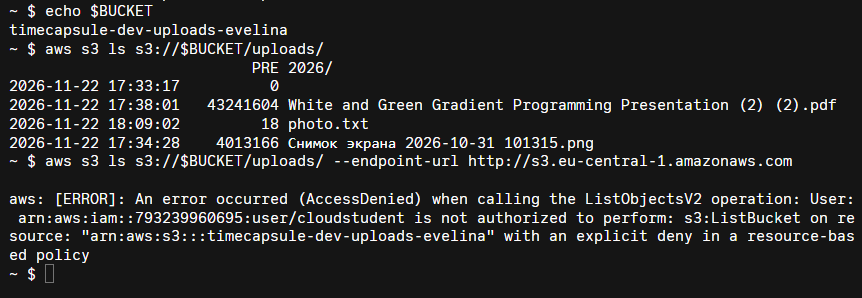 ~ $ echo $BUCKET
timecapsule-dev-uploads-evelina
~ $ aws s3 ls s3://$BUCKET/uploads/
                           PRE 2026/
2026-11-22 17:33:17          0
2026-11-22 17:38:01   43241604 White and Green Gradient Programming Presentation (2) (2).pdf
2026-11-22 18:09:02         18 photo.txt
2026-11-22 17:34:28    4013166 Снимок экрана 2026-10-31 101315.png
~ $ aws s3 ls s3://$BUCKET/uploads/ --endpoint-url http://s3.eu-central-1.amazonaws.com

aws: [ERROR]: An error occurred (AccessDenied) when calling the ListObjectsV2 operation: User:
 arn:aws:iam::793239960695:user/cloudstudent is not authorized to perform: s3:ListBucket on re
source: "arn:aws:s3:::timecapsule-dev-uploads-evelina" with an explicit deny in a resource-bas
ed policy
~ $